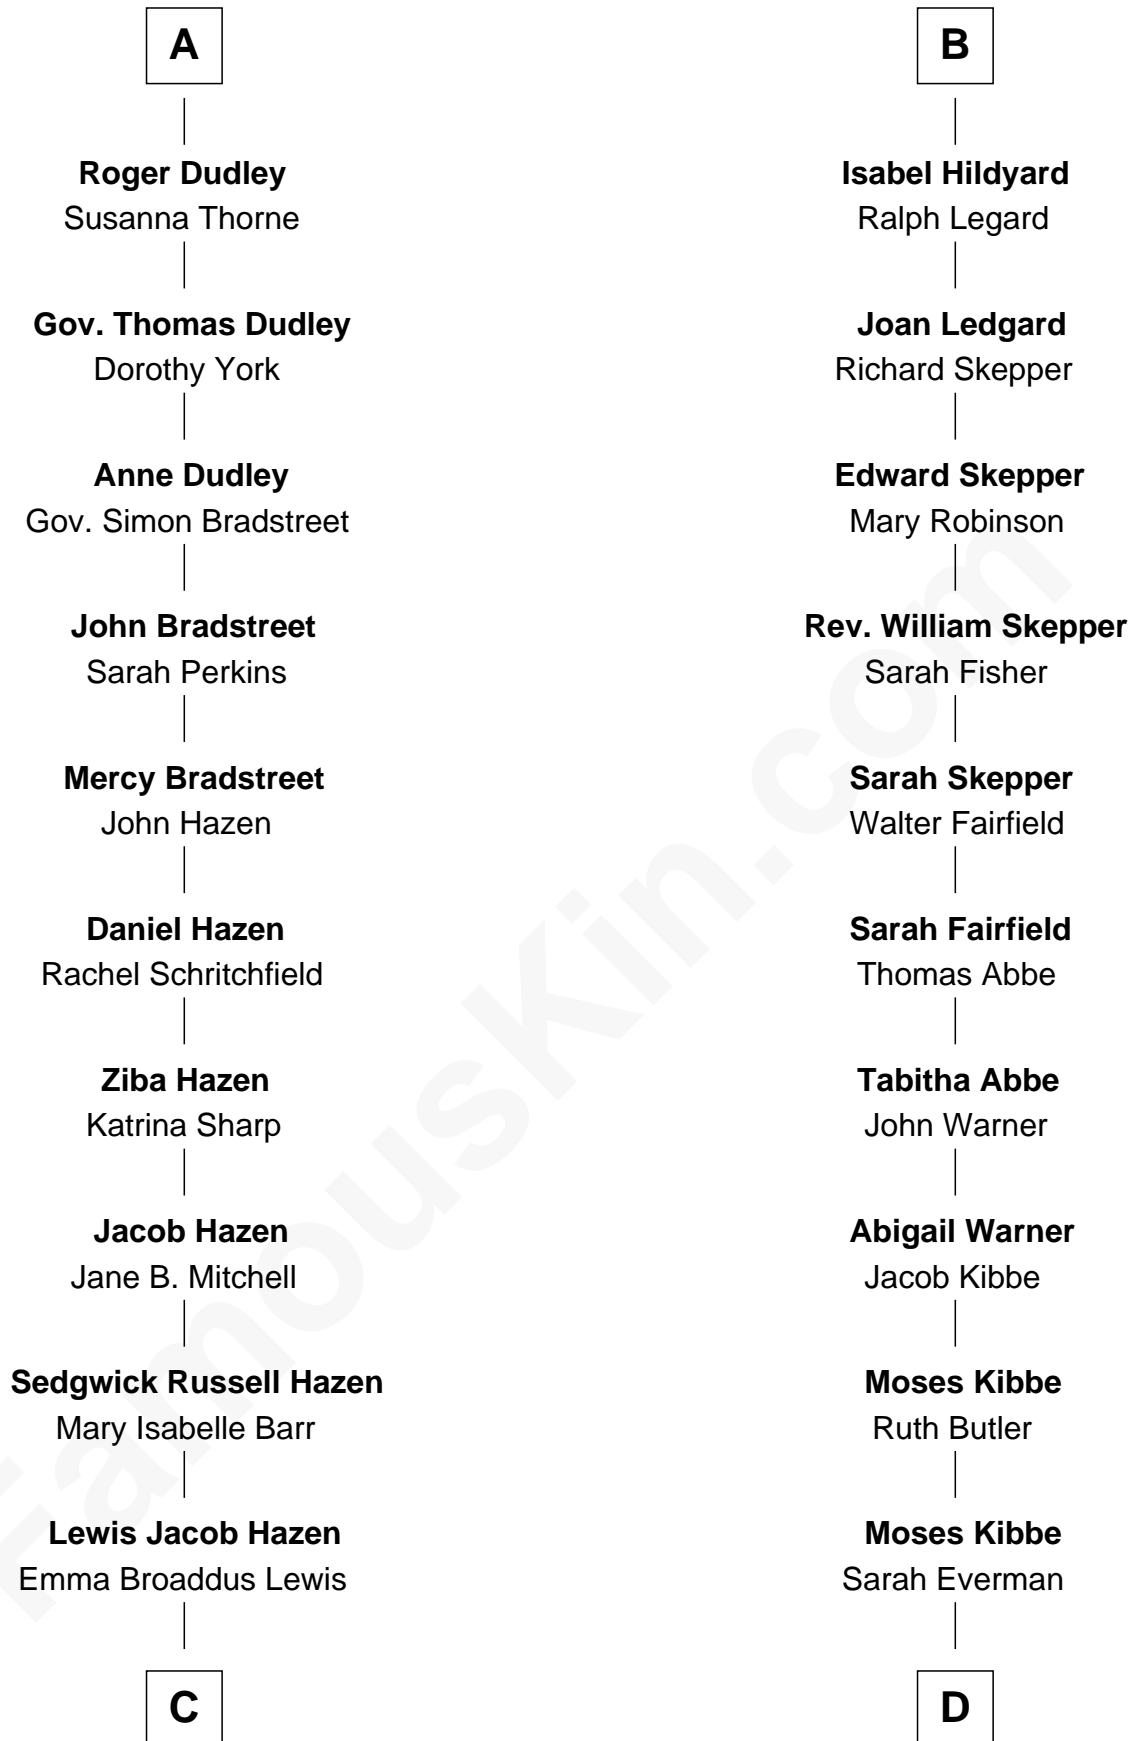 A
Roger Dudley
Susanna Thorne
Gov. Thomas Dudley
Dorothy York
Anne Dudley
Gov. Simon Bradstreet
John Bradstreet
Sarah Perkins
Mercy Bradstreet
John Hazen
Daniel Hazen
Rachel Schritchfield
Ziba Hazen
Katrina Sharp
Jacob Hazen
Jane B. Mitchell
Sedgwick Russell Hazen
Mary Isabelle Barr
Lewis Jacob Hazen
Emma Broaddus Lewis
C
B
Isabel Hildyard
Ralph Legard
Joan Ledgard
Richard Skepper
Edward Skepper
Mary Robinson
Rev. William Skepper
Sarah Fisher
Sarah Skepper
Walter Fairfield
Sarah Fairfield
Thomas Abbe
Tabitha Abbe
John Warner
Abigail Warner
Jacob Kibbe
Moses Kibbe
Ruth Butler
Moses Kibbe
Sarah Everman
D
FamousKin.com